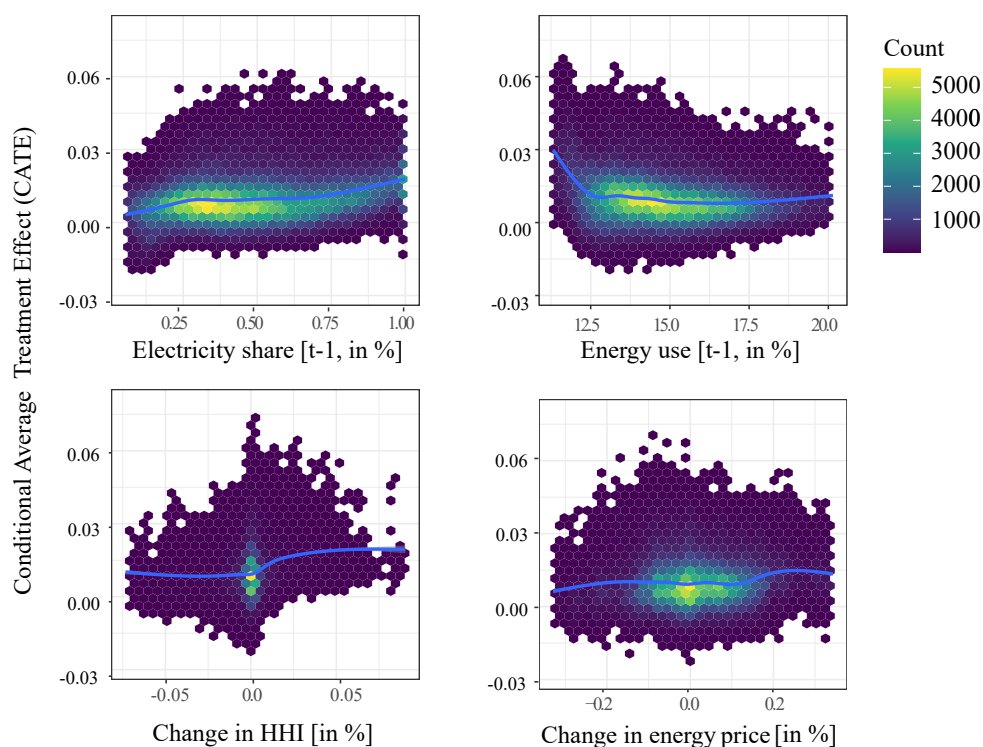 Conditional Average Treatment Effect (CATE)
0.06
0.03
0.00
-0.03
0.25 0.50 0.75 1.00
Electricity share [t-1, in %]
0.06
0.03
0.00
-0.03
12.5 15.0 17.5 20.0
Energy use [t-1, in %]
Count
5000
4000
3000
2000
1000
0.06
0.03
0.00
-0.03
-0.05 0.0 0.05
Change in HHI [in %]
0.06
0.03
0.00
-0.03
−0.2 0.0 0.2
Change in energy price [in %]